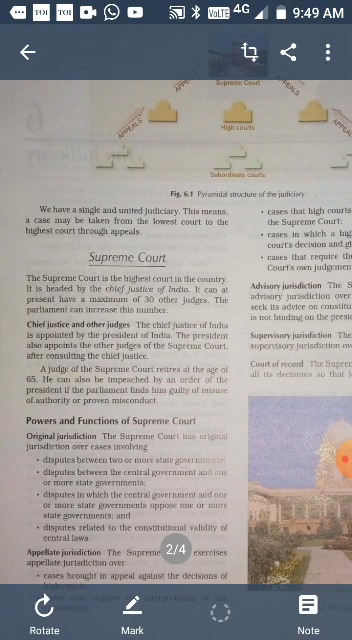 TOI
TOI
VoLTE 4G
9:49 AM
Supreme Court
APPEALS
High courts
APPEALS
Subordinate courts
Fig. 6.1 Pyramidal structure of the judiciary
We have a single and united judiciary. This means,
a case may be taken from the lowest court to the
highest court through appeals.
Supreme Court
The Supreme Court is the highest court in the country.
It is headed by the chief justice of India. It can at
present have a maximum of 30 other judges. The
parliament can increase this number.
Chief justice and other judges The chief justice of India
is appointed by the president of India. The president
also appoints the other judges of the Supreme Court,
after consulting the chief justice.
A judge of the Supreme Court retires at the age of
65. He can also be impeached by an order of the
president if the parliament finds him guilty of misuse
of authority or proven misconduct.
Powers and Functions of Supreme Court
Original jurisdiction The Supreme Court has original
jurisdiction over cases involving
• disputes between two or more state governments;
• disputes between the central government and one
or more state governments;
• disputes in which the central government and one
or more state governments oppose one or more
state governments; and
• disputes related to the constitutional validity of
central laws.
Appellate jurisdiction The Supreme exercises
appellate jurisdiction over
• cases brought in appeal against the decisions of
• cases that high courts
the Supreme Court;
• cases in which a hig
court's decision and gi
• cases that require th
Court's own judgemen
Advisory jurisdiction The S
advisory jurisdiction over
seek its advice on constitu
is not binding on the presid
Supervisory jurisdiction The
supervisory jurisdiction ov
Court of record The Suprem
all its decisions so that l
2/4
Rotate
Mark
Note